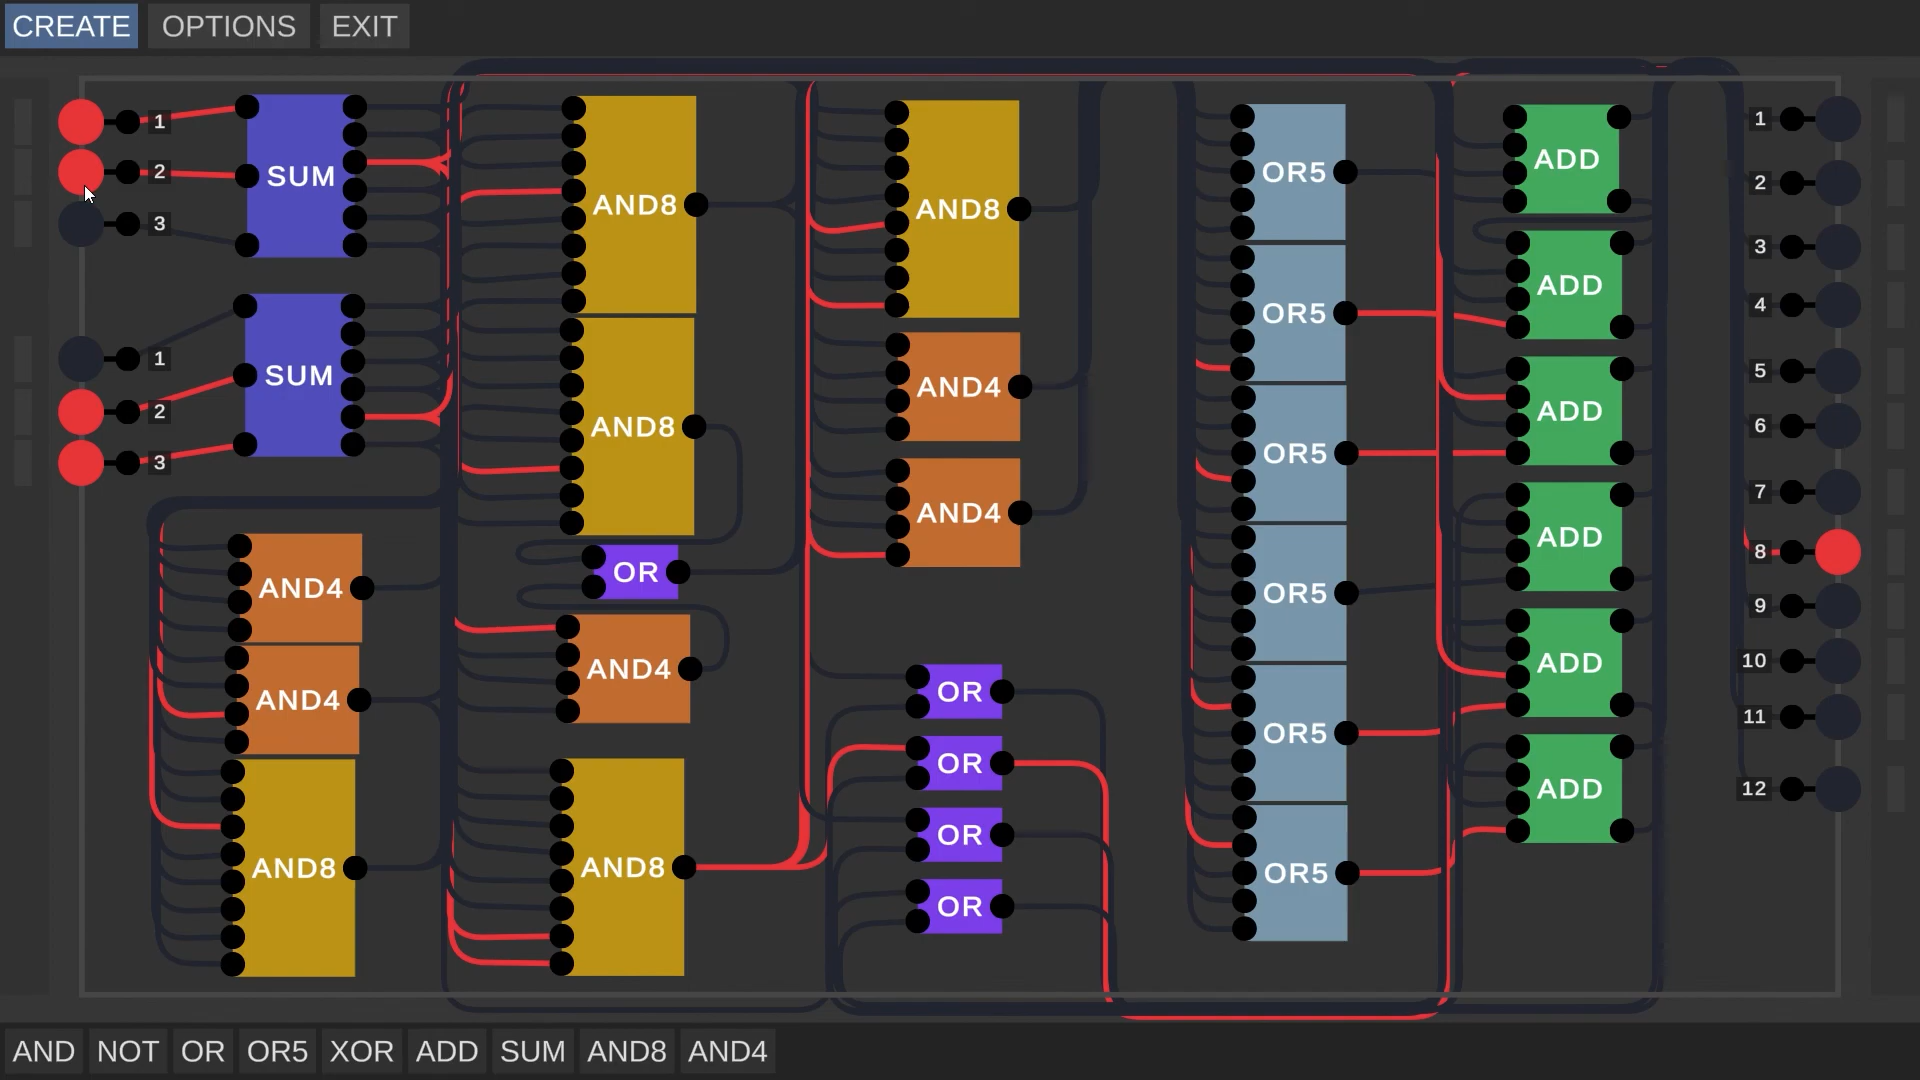 CREATE OPTIONS EXIT
1
2
3
SUM
1
2
3
SUM
AND4
AND4
AND8
AND8
AND8
OR
AND4
AND8
AND8
AND4
AND4
OR
OR
OR
OR
OR5
OR5
OR5
OR5
OR5
OR5
ADD
ADD
ADD
ADD
ADD
ADD
1
2
3
4
5
6
7
8
9
10
11
12
AND NOT OR OR5 XOR ADD SUM AND8 AND4